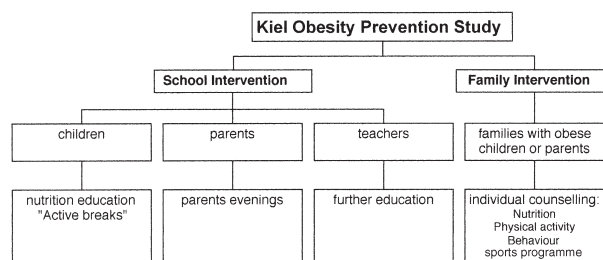 Kiel Obesity Prevention Study
School Intervention
Family Intervention
children
parents
teachers
families with obese
children or parents
nutrition education
"Active breaks"
parents evenings
further education
individual counselling:
Nutrition
Physical activity
Behaviour
sports programme